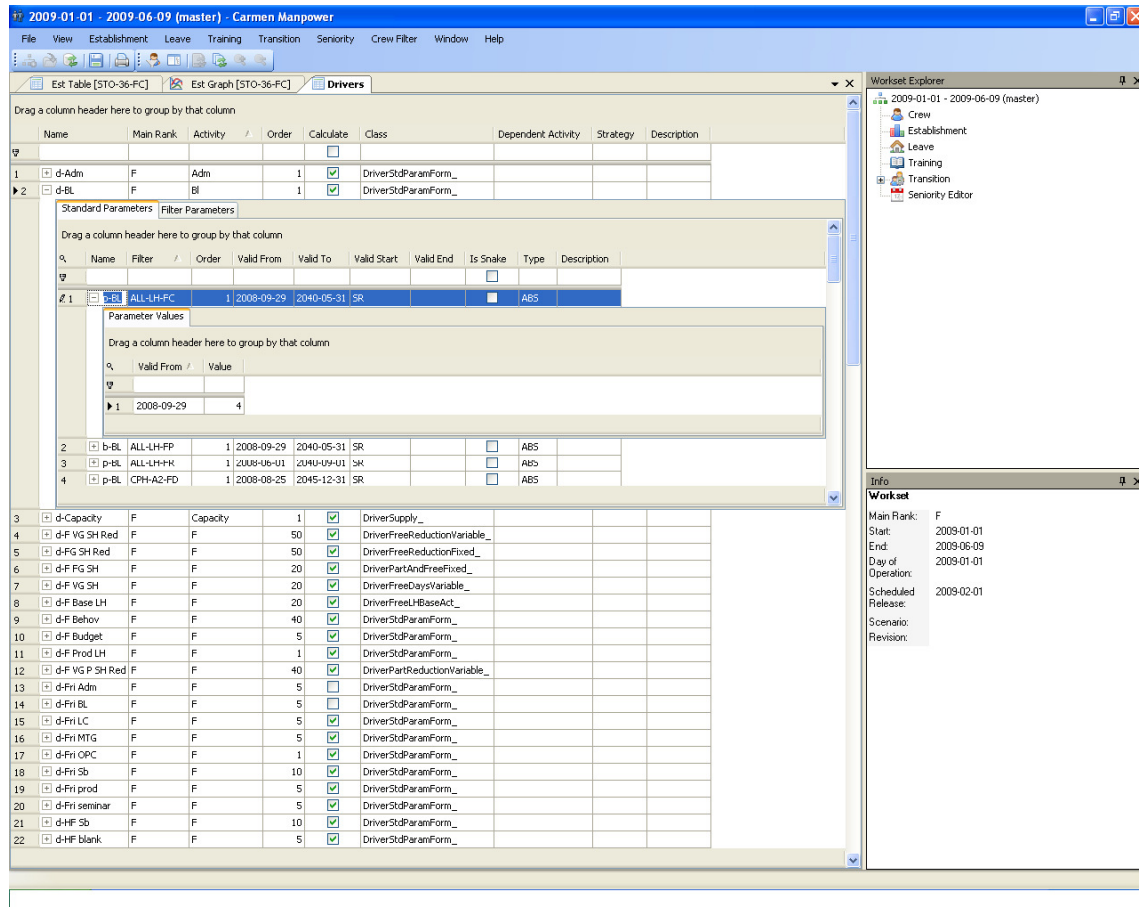 2009-01-01 - 2009-06-09 (master) - Carmen Manpower
File View Establishment Leave Training Transition Seniority Crew Filter Window Help
Est Table [STO-36-FC] Est Graph [STO-36-FC] Drivers
Drag a column header here to group by that column
Name Main Rank Activity Order Calculate Class Dependent Activity Strategy Description
1 d-Adm F Adm 1 DriverStdParamForm_
2 d-BL F Bl 1 DriverStdParamForm_
Standard Parameters Filter Parameters
Drag a column header here to group by that column
Name Filter Order Valid From Valid To Valid Start Valid End Is Snake Type Description
1 p-BL ALL-LH-FC 1 2008-09-29 2040-05-31 SR ABS
Parameter Values
Drag a column header here to group by that column
Valid From Value
1 2008-09-29 4
2 b-BL ALL-LH-FP 1 2008-09-29 2040-05-31 SR ABS
3 p-BL ALL-LH-FR 1 2008-06-01 2040-09-01 SR ABS
4 p-BL CPH-A2-FD 1 2008-08-25 2045-12-31 SR ABS
3 d-Capacity F Capacity 1 DriverSupply_
4 d-F VG SH Red F F 50 DriverFreeReductionVariable_
5 d-FG SH Red F F 50 DriverFreeReductionFixed_
6 d-F FG SH F F 20 DriverPartAndFreeFixed_
7 d-F VG SH F F 20 DriverFreeDaysVariable_
8 d-F Base LH F F 20 DriverFreeLHBaseAct_
9 d-F Behov F F 40 DriverStdParamForm_
10 d-F Budget F F 5 DriverStdParamForm_
11 d-F Prod LH F F 1 DriverStdParamForm_
12 d-F VG P SH Red F F 40 DriverPartReductionVariable_
13 d-Fri Adm F F 5 DriverStdParamForm_
14 d-Fri BL F F 5 DriverStdParamForm_
15 d-Fri LC F F 5 DriverStdParamForm_
16 d-Fri MTG F F 5 DriverStdParamForm_
17 d-Fri OPC F F 1 DriverStdParamForm_
18 d-Fri Sb F F 10 DriverStdParamForm_
19 d-Fri prod F F 5 DriverStdParamForm_
20 d-Fri seminar F F 5 DriverStdParamForm_
21 d-HF Sb F F 10 DriverStdParamForm_
22 d-HF blank F F 5 DriverStdParamForm_
Workset Explorer
2009-01-01 - 2009-06-09 (master)
Crew
Establishment
Leave
Training
Transition
Seniority Editor
Info
Workset
Main Rank: F
Start: 2009-01-01
End: 2009-06-09
Day of Operation: 2009-01-01
Scheduled Release: 2009-02-01
Scenario:
Revision: